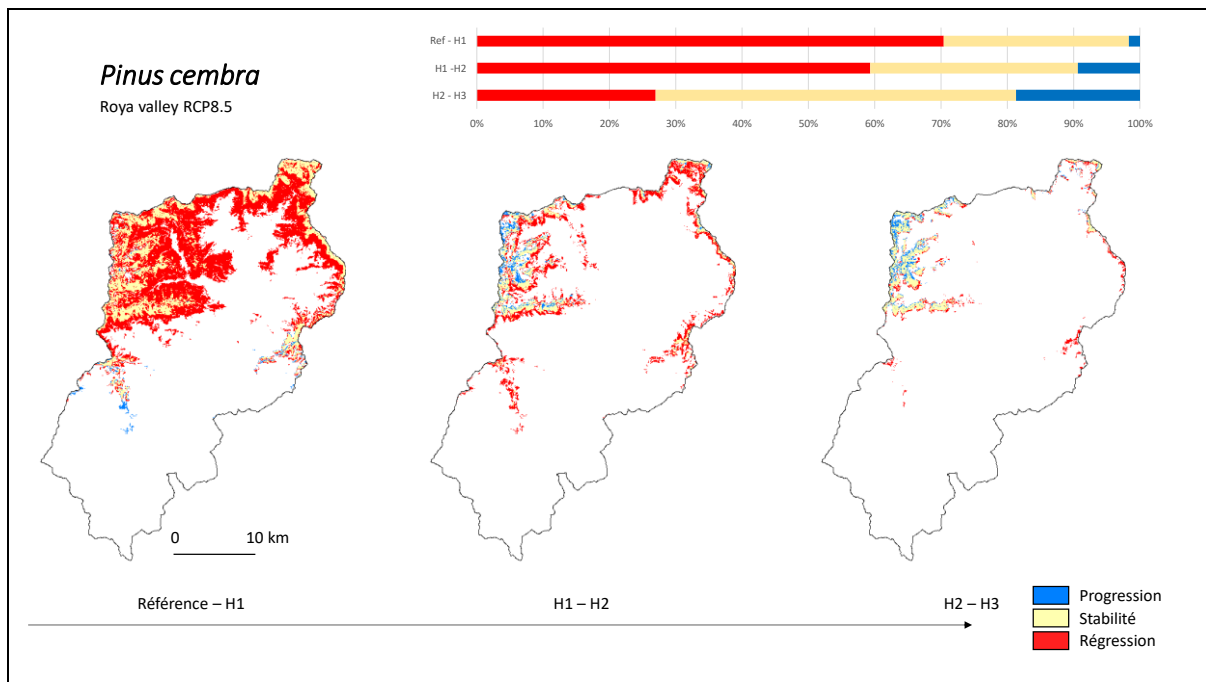 Pinus cembra
Roya valley RCP8.5
Ref - H1
H1 -H2
H2 - H3
0% 10% 20% 30% 40% 50% 60% 70% 80% 90% 100%
0 10 km
Référence – H1 H1 – H2 H2 – H3
Progression
Stabilité
Régression